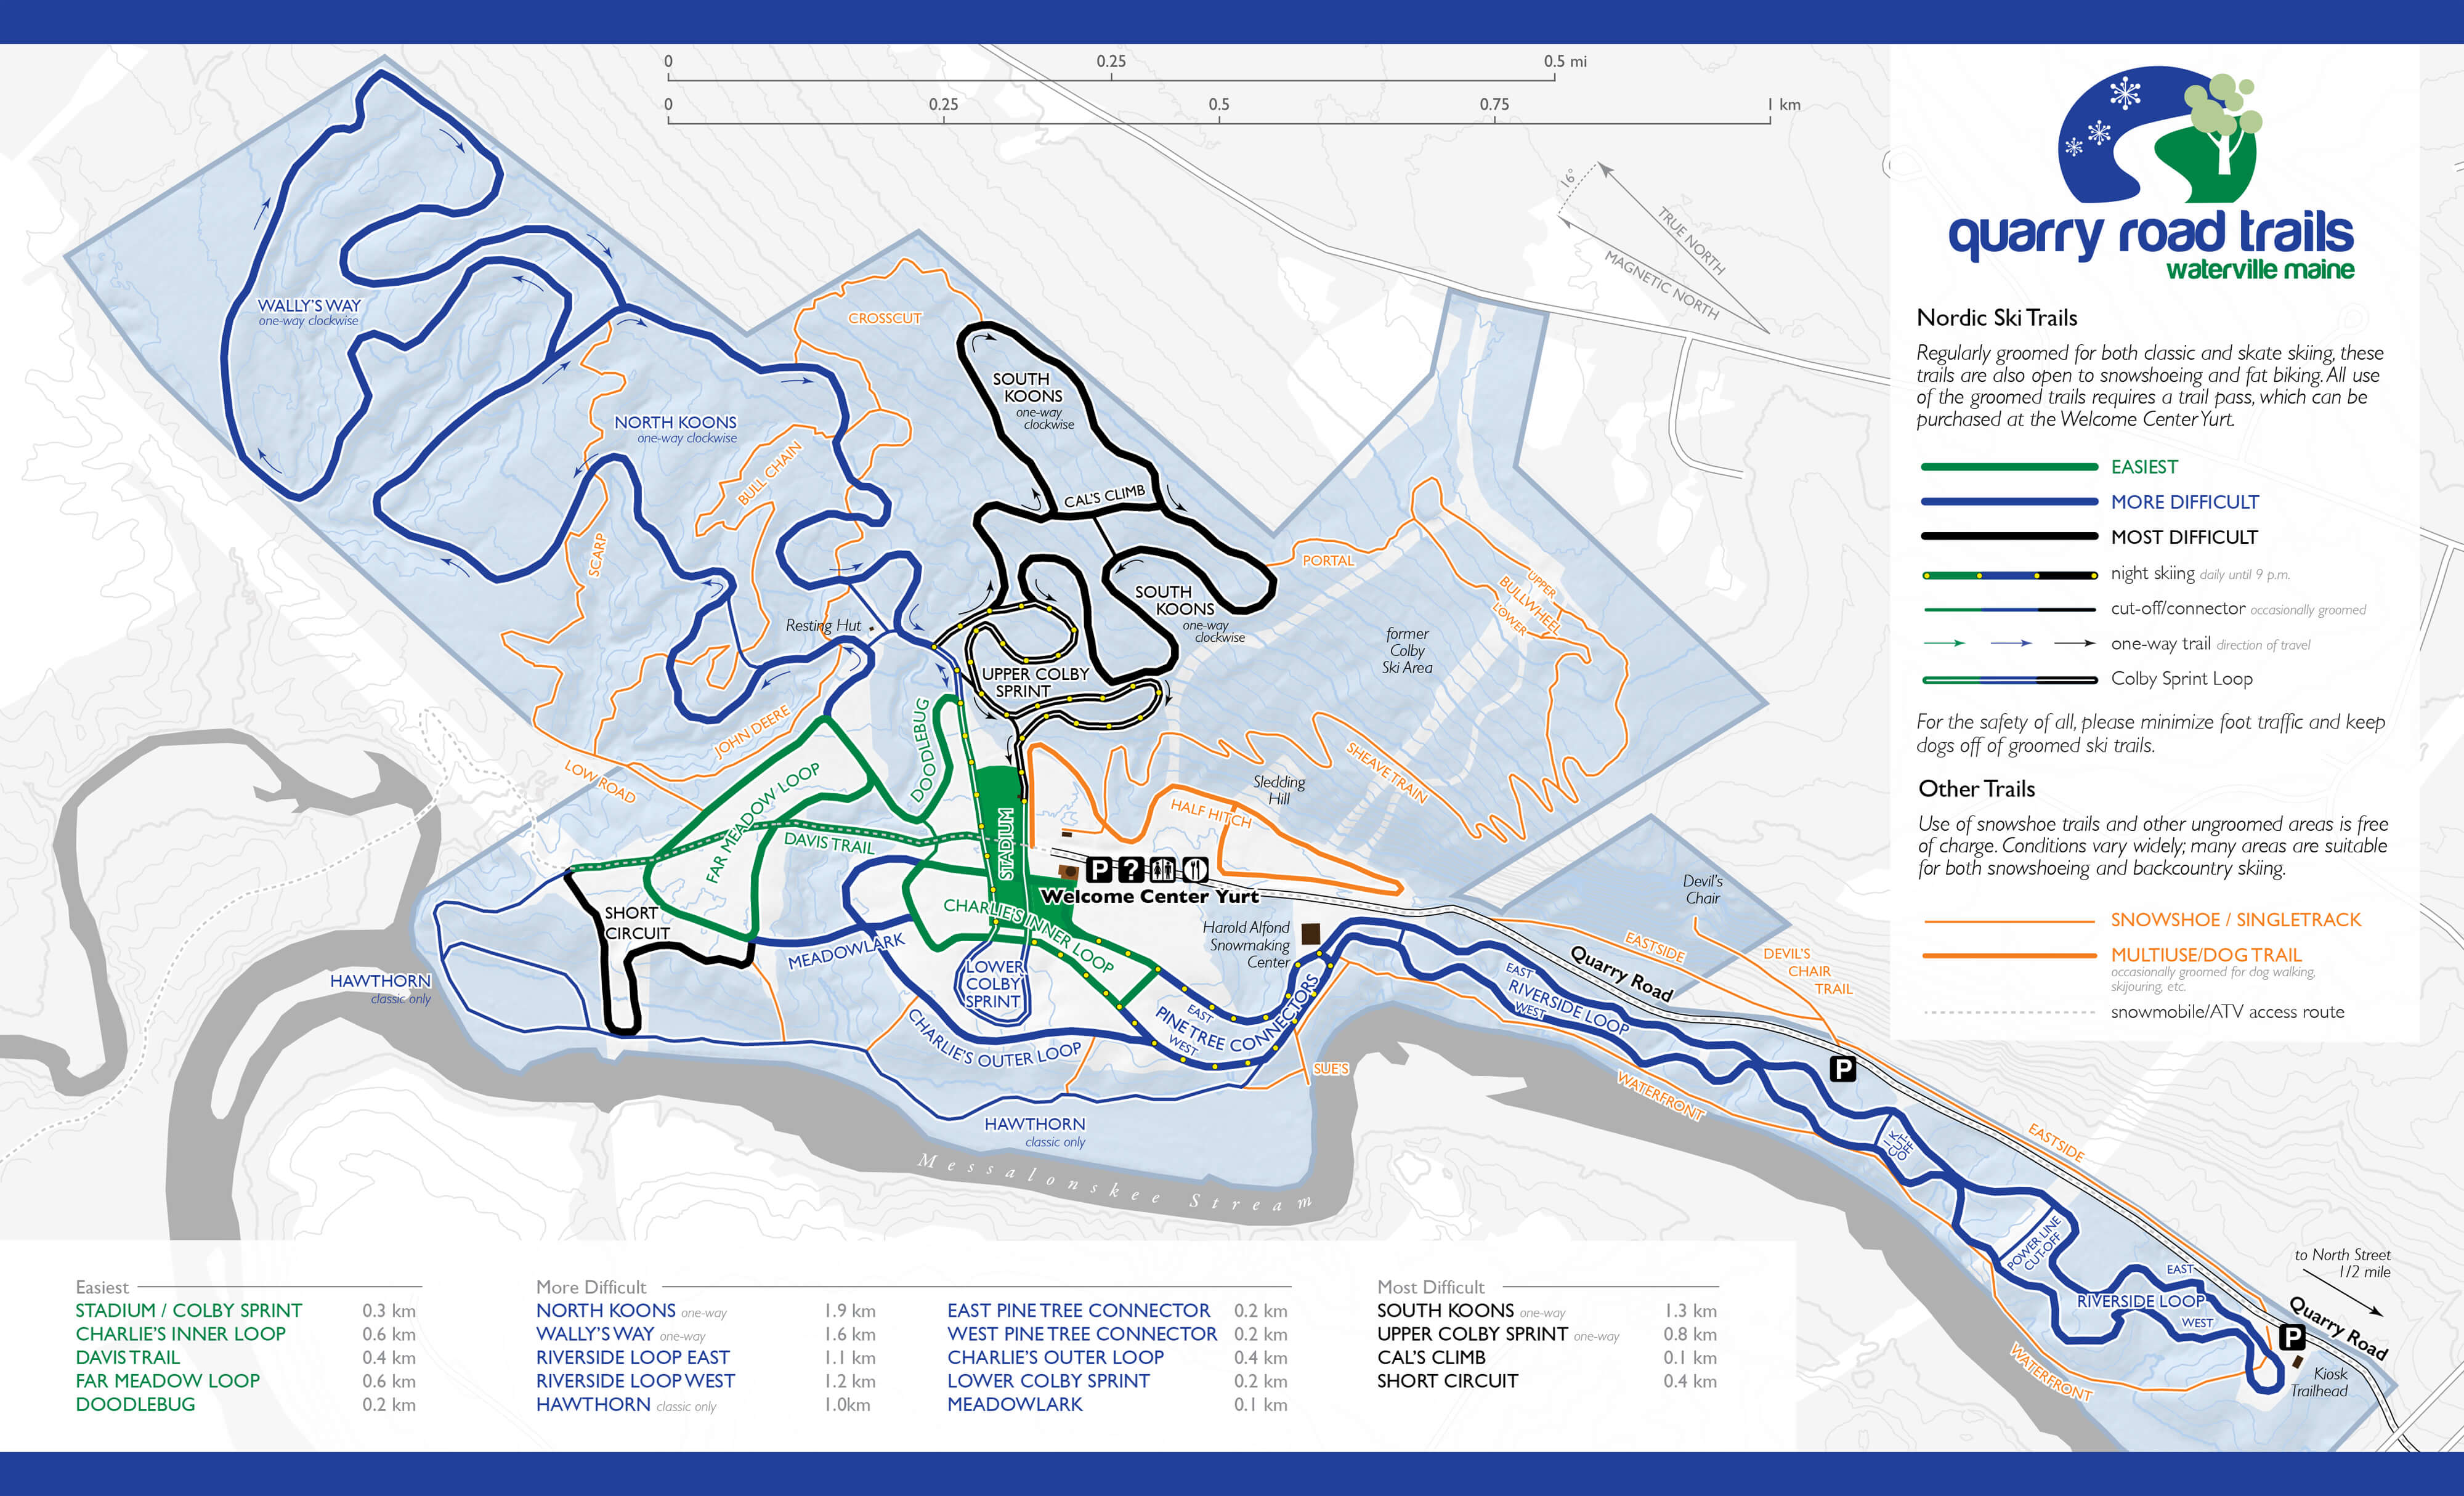 0 0.25 0.5 mi
0 0.25 0.5 0.75 1 km
16°
TRUE NORTH
MAGNETIC NORTH
WALLY'S WAY
one-way clockwise
CROSSCUT
NORTH KOONS
one-way clockwise
BULL CHAIN
SCARP
SOUTH
KOONS
one-way
clockwise
CAL'S CLIMB
SOUTH
KOONS
one-way
clockwise
PORTAL
UPPER
BULLWHEEL
LOWER
Resting Hut
former
Colby
Ski Area
UPPER COLBY
SPRINT
JOHN DEERE
LOW ROAD
DOODLEBUG
FAR MEADOW LOOP
DAVIS TRAIL
STADIUM
Sledding
Hill
HALF HITCH
SHEAVE TRAIN
P ?
Welcome Center Yurt
CHARLIE'S INNER LOOP
SHORT
CIRCUIT
MEADOWLARK
HAWTHORN
classic only
LOWER
COLBY
SPRINT
CHARLIE'S OUTER LOOP
Harold Alfond
Snowmaking
Center
EAST
PINE TREE CONNECTORS
WEST
SUE'S
HAWTHORN
classic only
Messalonskee Stream
Devil's
Chair
EASTSIDE
DEVIL'S
CHAIR
TRAIL
Quarry Road
EAST
RIVERSIDE LOOP
WEST
WATERFRONT
P
UK
CUT-
OFF
EASTSIDE
POWER LINE
CUT-OFF
EAST
RIVERSIDE LOOP
WEST
WATERFRONT
to North Street
1/2 mile
Quarry Road
P
Kiosk
Trailhead
quarry road trails
waterville maine
Nordic Ski Trails
Regularly groomed for both classic and skate skiing, these
trails are also open to snowshoeing and fat biking. All use
of the groomed trails requires a trail pass, which can be
purchased at the Welcome Center Yurt.
EASIEST
MORE DIFFICULT
MOST DIFFICULT
night skiing daily until 9 p.m.
cut-off/connector occasionally groomed
one-way trail direction of travel
Colby Sprint Loop
For the safety of all, please minimize foot traffic and keep
dogs off of groomed ski trails.
Other Trails
Use of snowshoe trails and other ungroomed areas is free
of charge. Conditions vary widely; many areas are suitable
for both snowshoeing and backcountry skiing.
SNOWSHOE / SINGLETRACK
MULTIUSE/DOG TRAIL
occasionally groomed for dog walking,
skijouring, etc.
snowmobile/ATV access route
Easiest
STADIUM / COLBY SPRINT 0.3 km
CHARLIE'S INNER LOOP 0.6 km
DAVIS TRAIL 0.4 km
FAR MEADOW LOOP 0.6 km
DOODLEBUG 0.2 km
More Difficult
NORTH KOONS one-way 1.9 km
WALLY'S WAY one-way 1.6 km
RIVERSIDE LOOP EAST 1.1 km
RIVERSIDE LOOP WEST 1.2 km
HAWTHORN classic only 1.0km
EAST PINE TREE CONNECTOR 0.2 km
WEST PINE TREE CONNECTOR 0.2 km
CHARLIE'S OUTER LOOP 0.4 km
LOWER COLBY SPRINT 0.2 km
MEADOWLARK 0.1 km
Most Difficult
SOUTH KOONS one-way 1.3 km
UPPER COLBY SPRINT one-way 0.8 km
CAL'S CLIMB 0.1 km
SHORT CIRCUIT 0.4 km